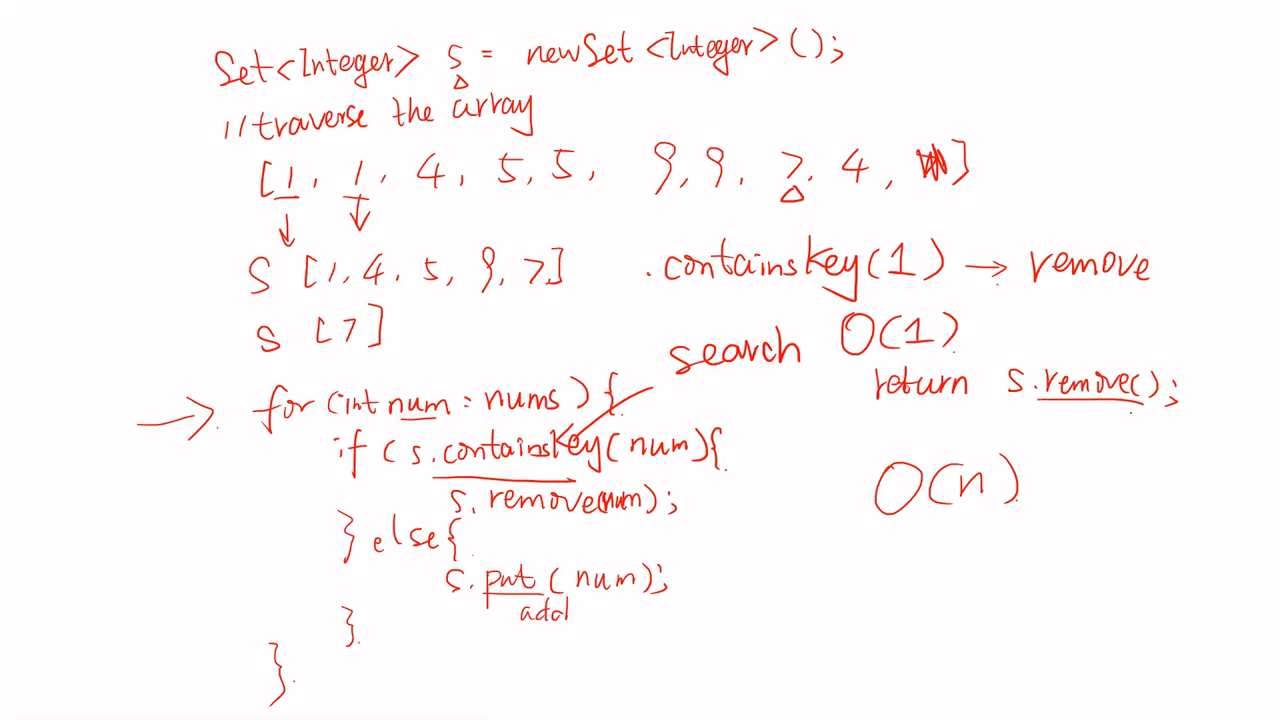 Set<Integer> s = newSet<Integer>();
//traverse the array
[1, 1, 4, 5, 5, 9, 9, 7, 4, ]
S [1, 4, 5, 9, 7]
.containsKey(1) → remove
S [7]
search O(1)
return s.remove();
→ for (int num : nums) {
if (s.containsKey(num){
s.remove(num);
O(n)
} else {
s.put(num);
add
}
}